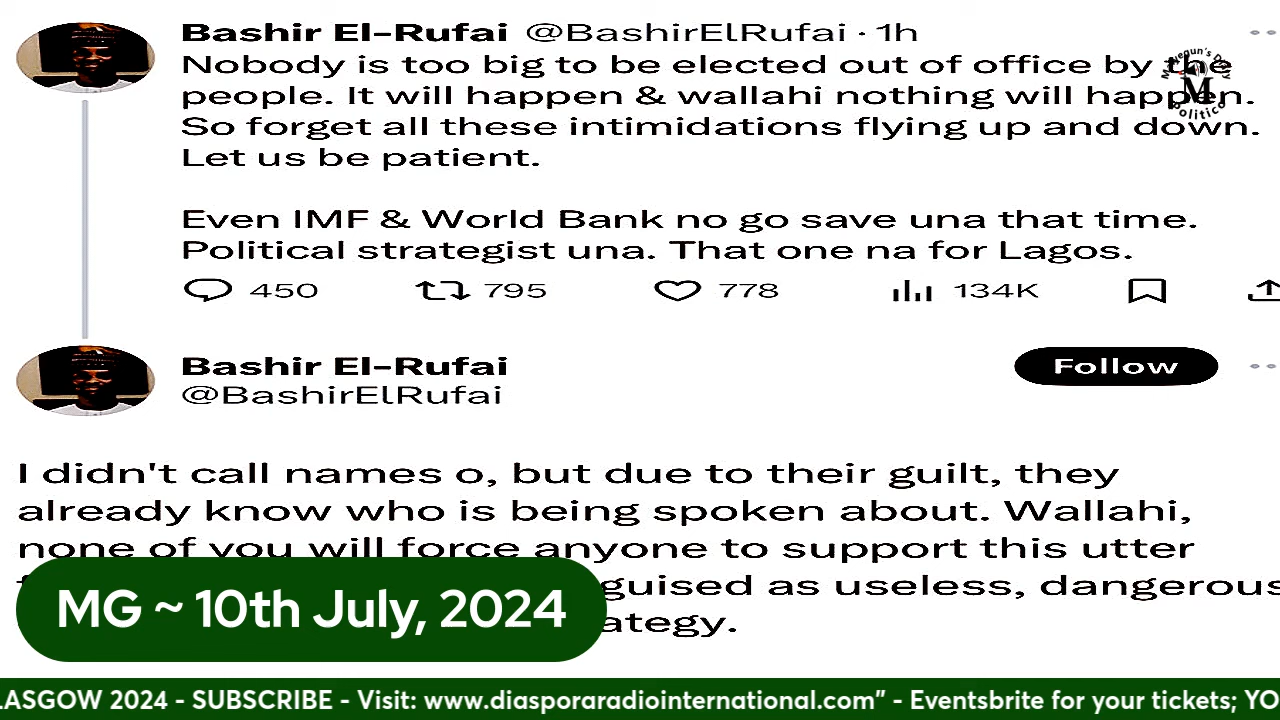 Bashir El-Rufai @BashirElRufai · 1h
Nobody is too big to be elected out of office by the
people. It will happen & wallahi nothing will happen.
So forget all these intimidations flying up and down.
Let us be patient.
Even IMF & World Bank no go save una that time.
Political strategist una. That one na for Lagos.
450 795 778 134K
Bashir El-Rufai
Follow
@BashirElRufai
I didn't call names o, but due to their guilt, they
already know who is being spoken about. Wallahi,
none of you will force anyone to support this utter
guised as useless, dangerous
ategy.
MG ~ 10th July, 2024
LASGOW 2024 - SUBSCRIBE - Visit: www.diasporaradiointernational.com” - Eventsbrite for your tickets; YO